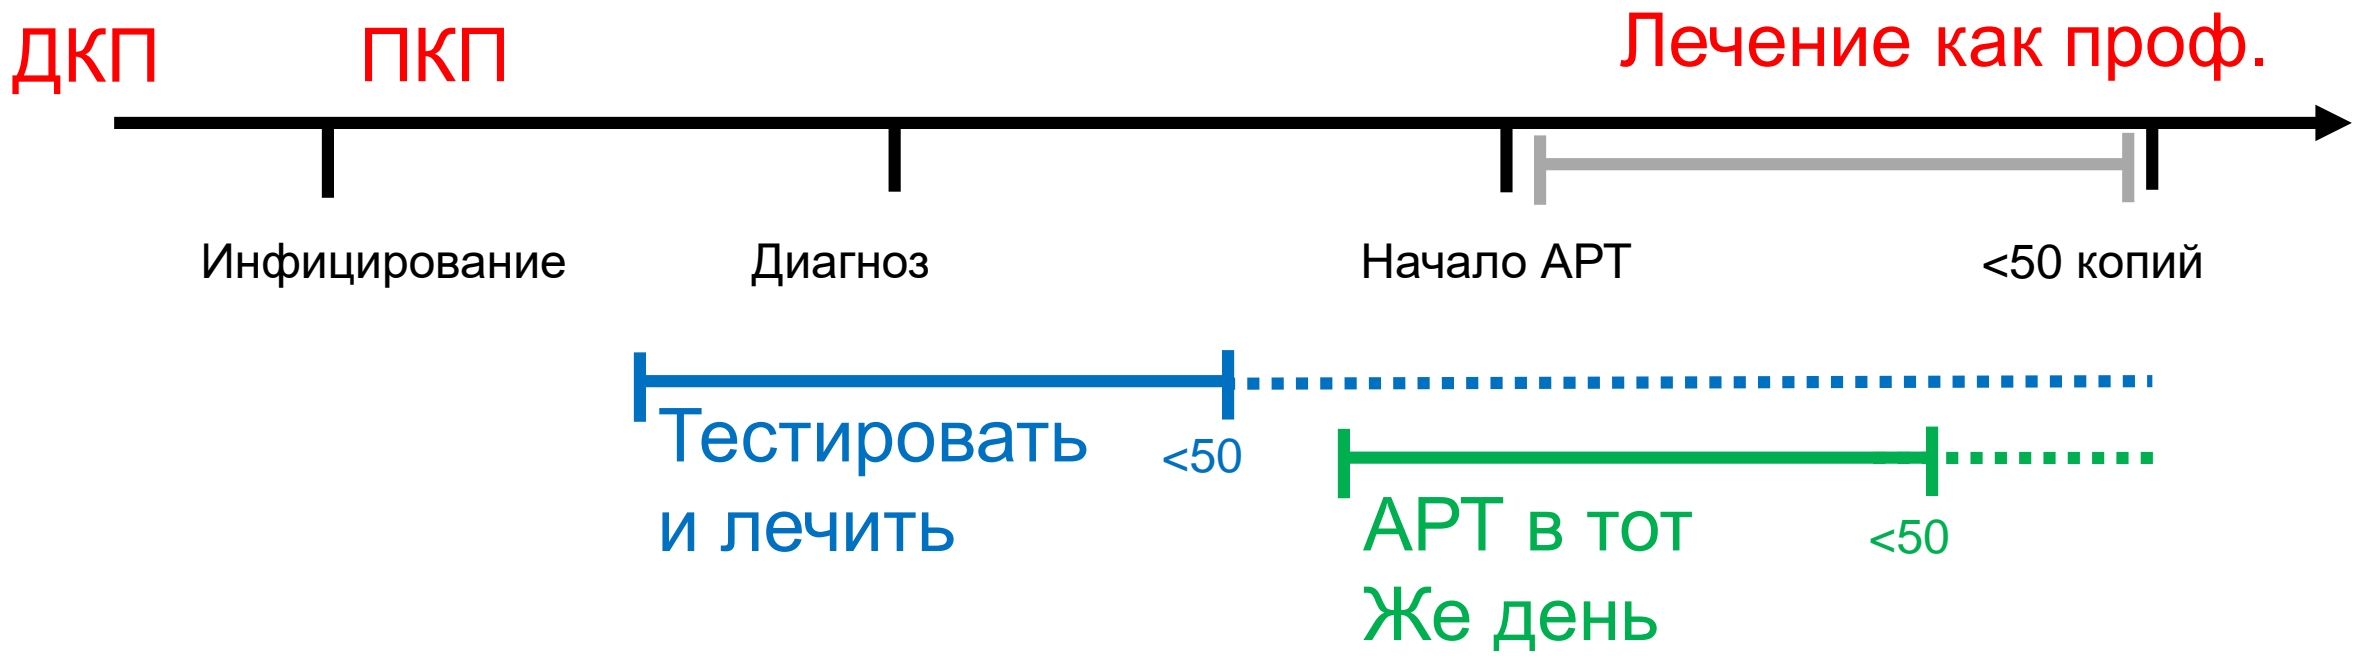 ДКП
ПКП
Лечение как проф.
Инфицирование
Диагноз
Начало АРТ
<50 копий
Тестировать
и лечить
<50
АРТ в тот
Же день
<50